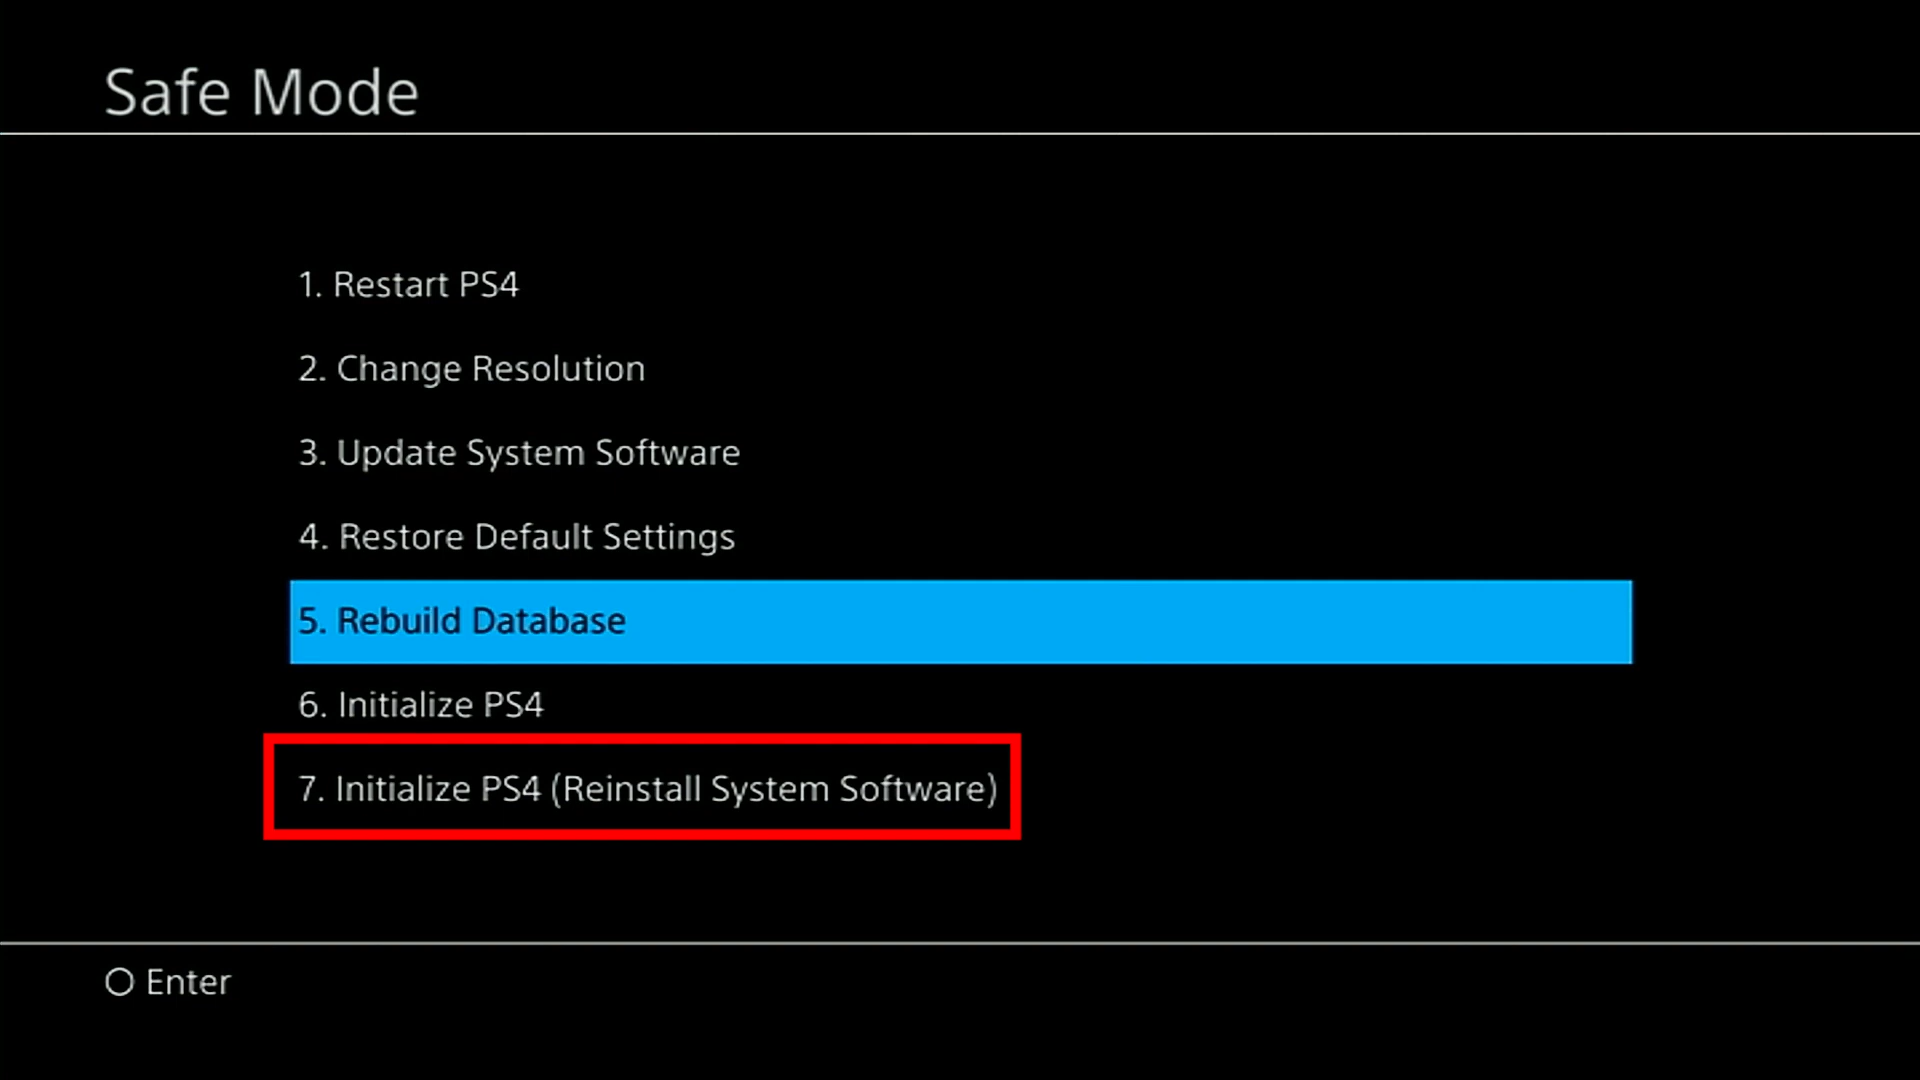 Safe Mode
1. Restart PS4
2. Change Resolution
3. Update System Software
4. Restore Default Settings
5. Rebuild Database
6. Initialize PS4
7. Initialize PS4 (Reinstall System Software)
Enter